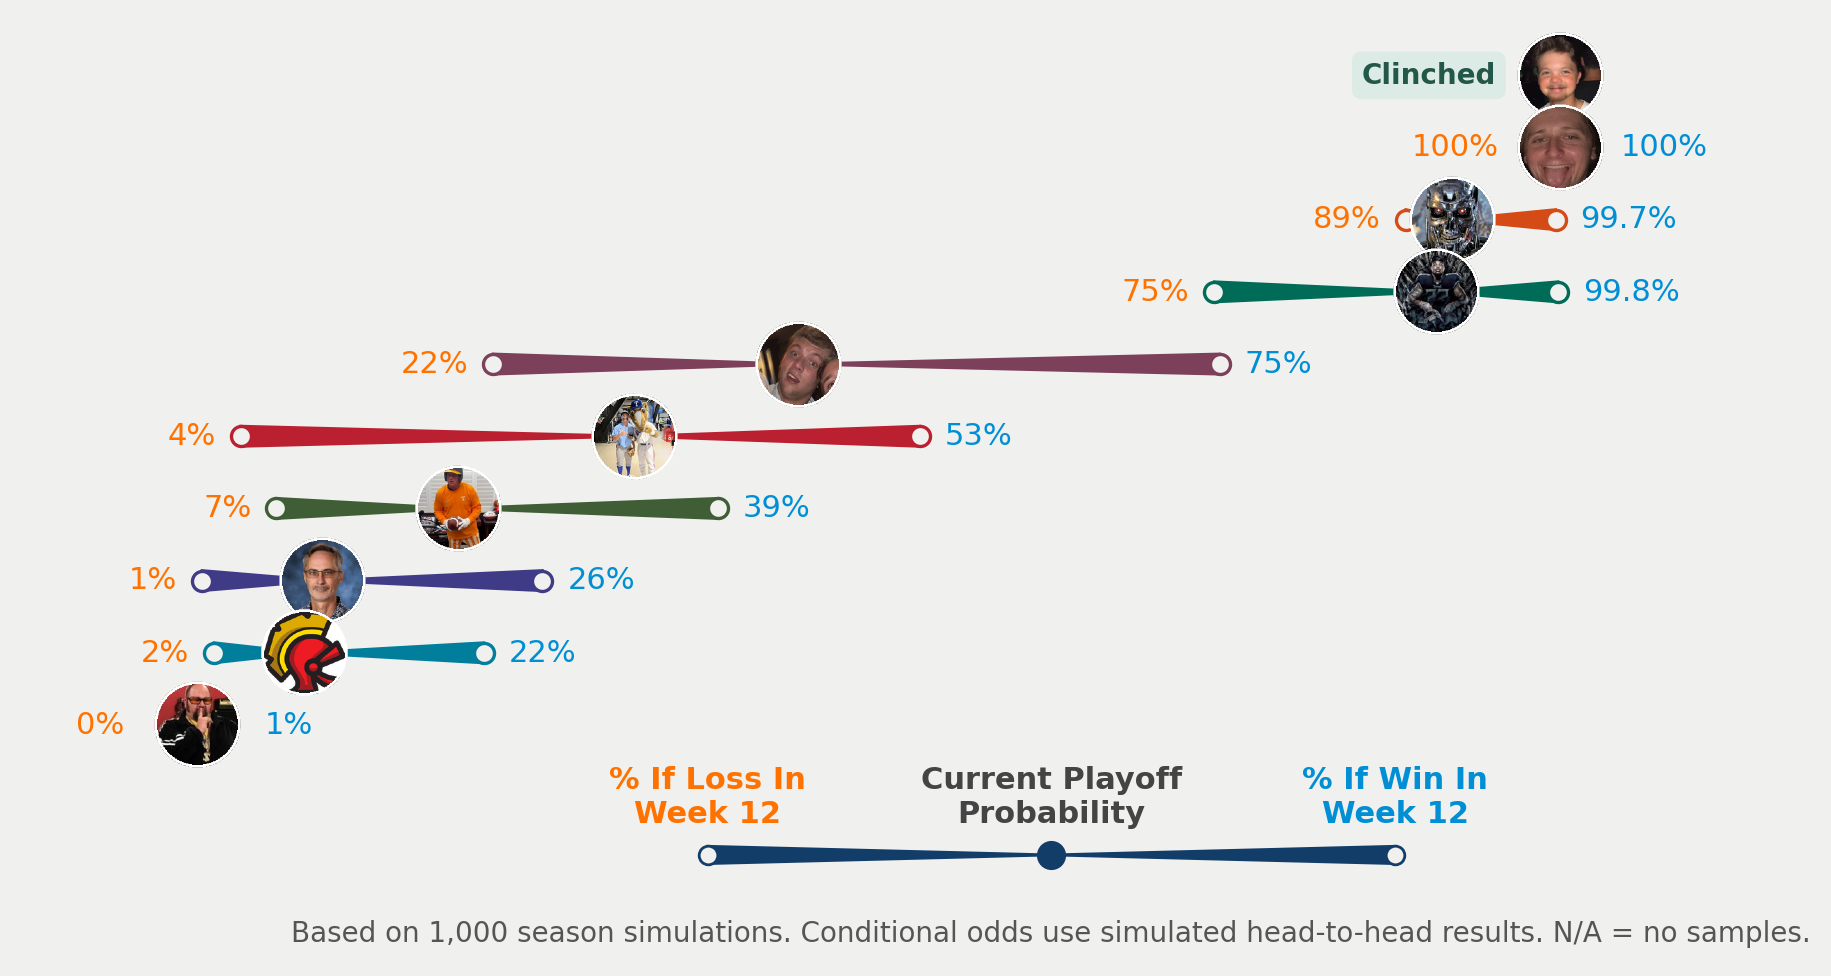 Clinched
100% 100%
89% 99.7%
75% 99.8%
22% 75%
4% 53%
7% 39%
1% 26%
2% 22%
0% 1%
% If Loss In Week 12
Current Playoff Probability
% If Win In Week 12
Based on 1,000 season simulations. Conditional odds use simulated head-to-head results. N/A = no samples.